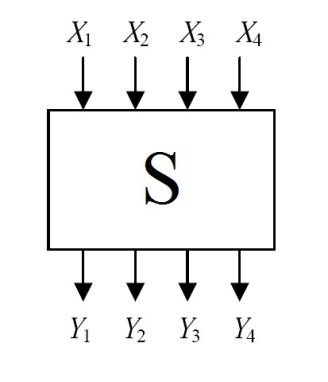 X₁ X₂ X₃ X₄
S
Y₁ Y₂ Y₃ Y₄